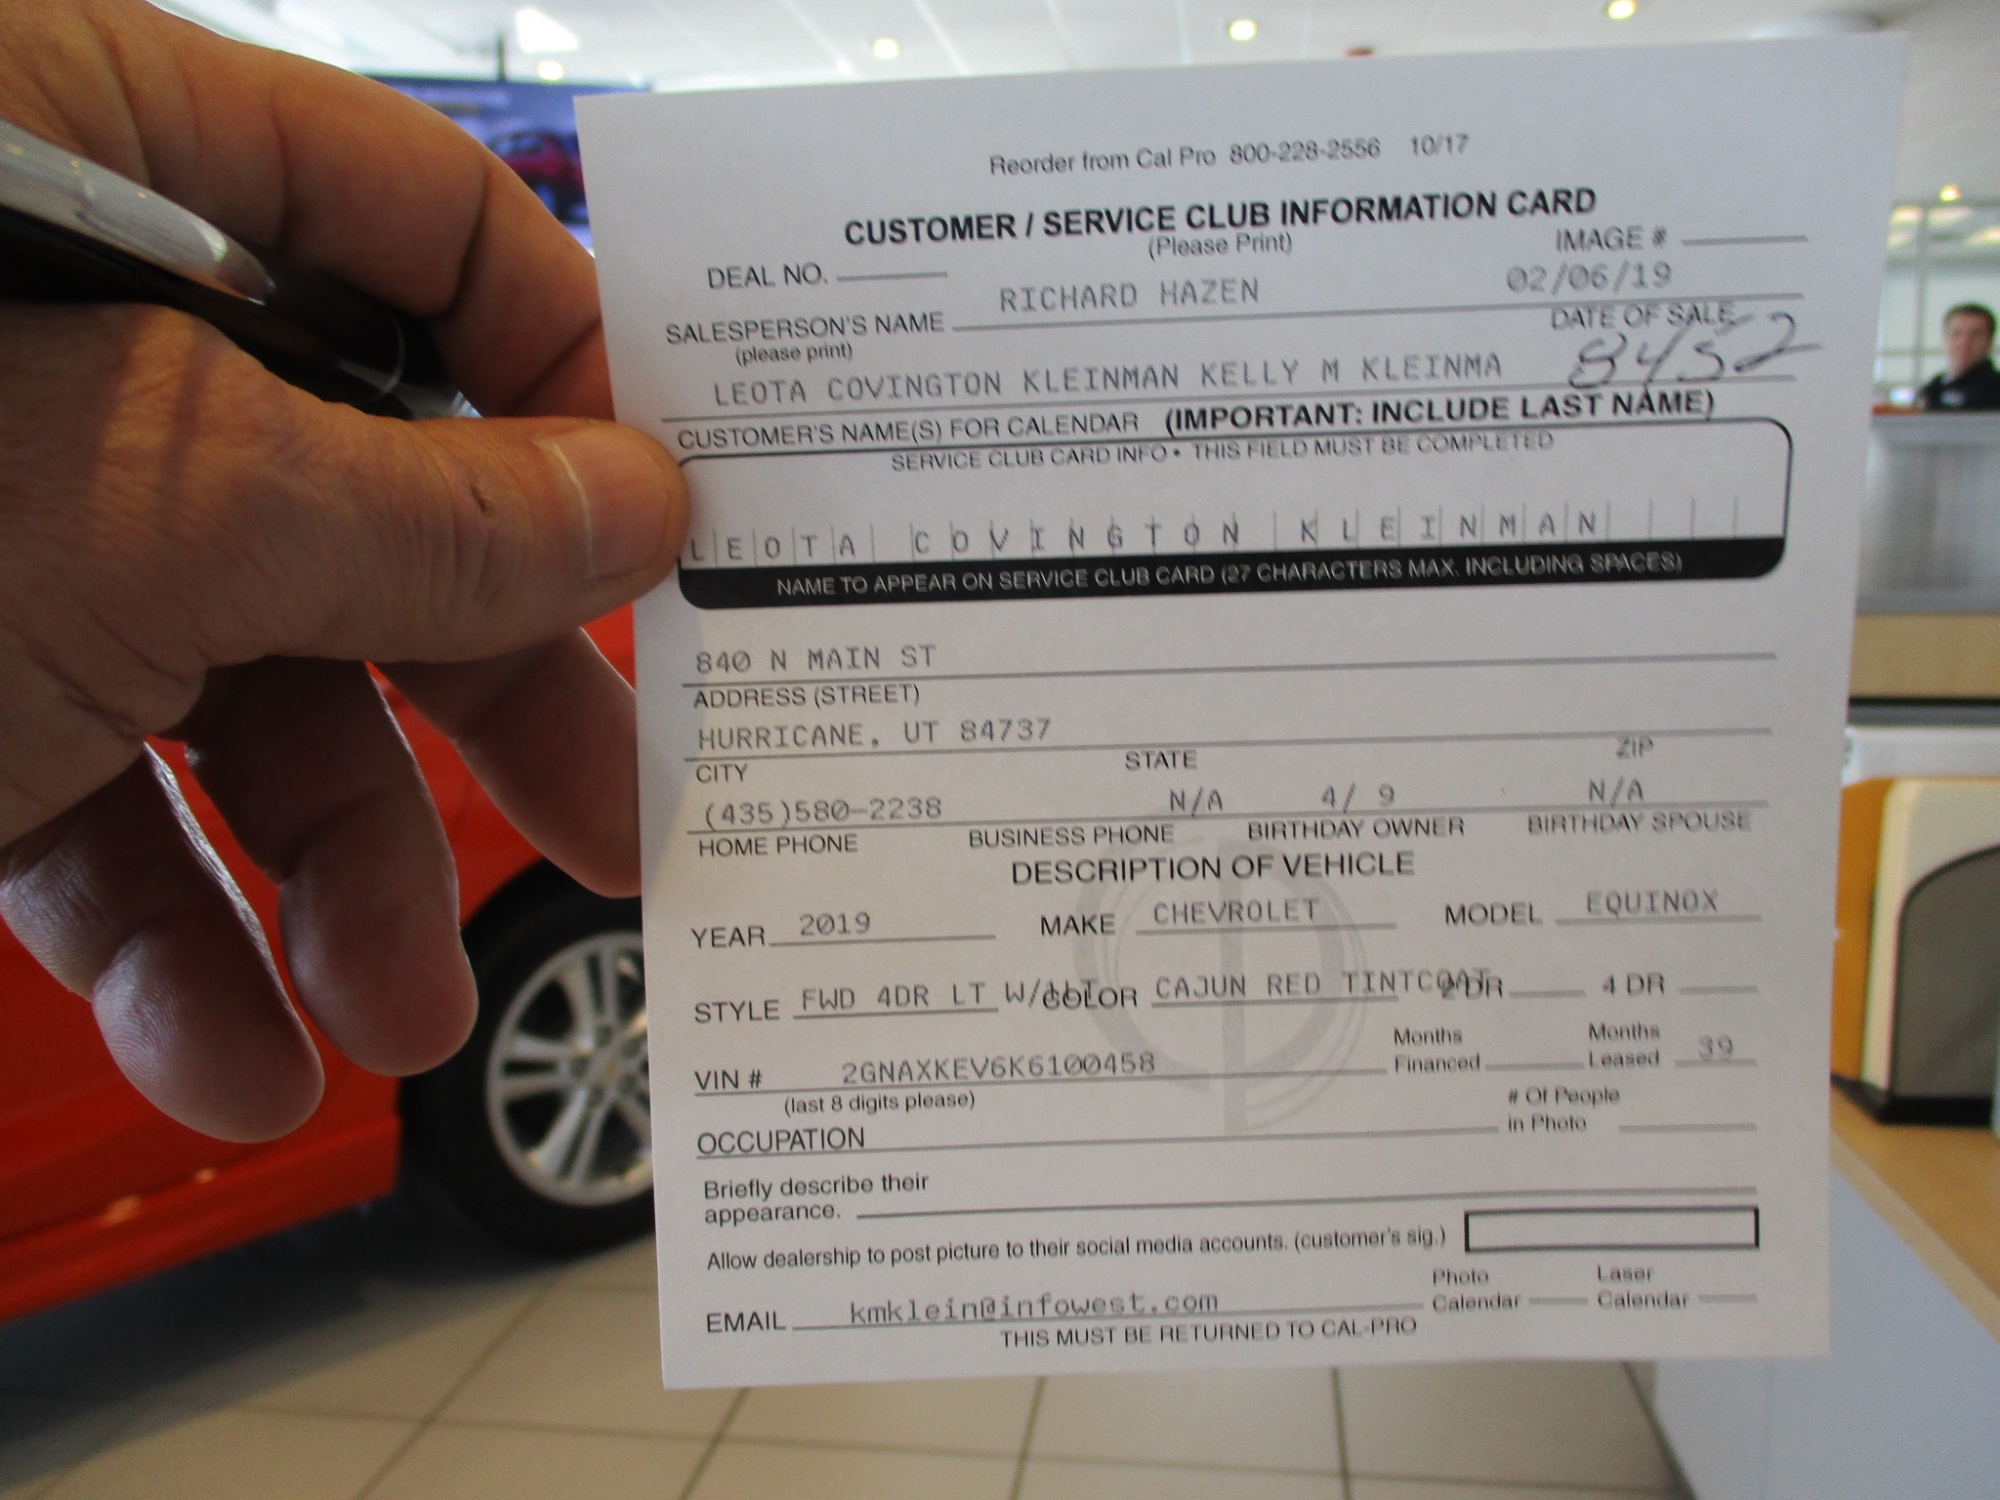 Reorder from Cal Pro 800-228-2556 10/17
CUSTOMER / SERVICE CLUB INFORMATION CARD
(Please Print)
IMAGE #
DEAL NO.
RICHARD HAZEN 02/06/19
SALESPERSON'S NAME DATE OF SALE
(please print)
8452
LEOTA COVINGTON KLEINMAN KELLY M KLEINMA
CUSTOMER'S NAME(S) FOR CALENDAR (IMPORTANT: INCLUDE LAST NAME)
SERVICE CLUB CARD INFO • THIS FIELD MUST BE COMPLETED
LEOTA COVINGTON KLEINMAN
NAME TO APPEAR ON SERVICE CLUB CARD (27 CHARACTERS MAX. INCLUDING SPACES)
840 N MAIN ST
ADDRESS (STREET)
HURRICANE, UT 84737
CITY STATE ZIP
(435)580-2238 N/A 4/ 9 N/A
HOME PHONE BUSINESS PHONE BIRTHDAY OWNER BIRTHDAY SPOUSE
DESCRIPTION OF VEHICLE
YEAR 2019 MAKE CHEVROLET MODEL EQUINOX
STYLE FWD 4DR LT COLOR CAJUN RED TINTCOAT 2 DR 4 DR
VIN # 2GNAXKEV6K6100458 Months Financed Months Leased 39
(last 8 digits please)
OCCUPATION # Of People in Photo
Briefly describe their
appearance.
Allow dealership to post picture to their social media accounts. (customer's sig.)
EMAIL kmklein@infowest.com Photo Calendar Laser Calendar
THIS MUST BE RETURNED TO CAL-PRO